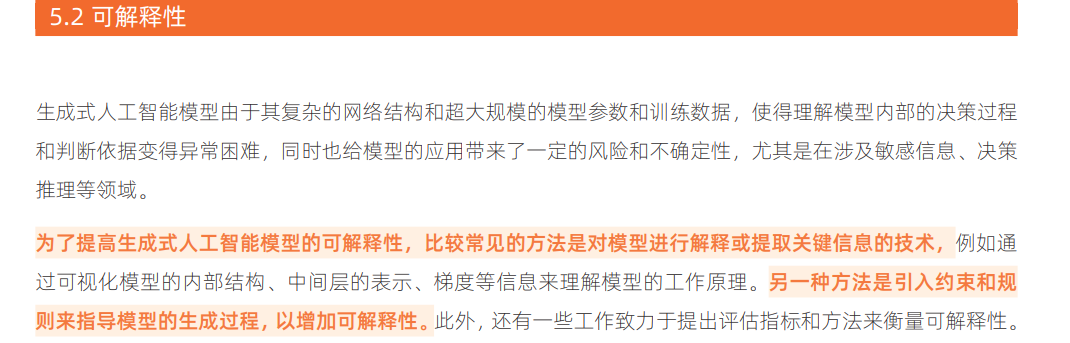 5.2 可解释性
生成式人工智能模型由于其复杂的网络结构和超大规模的模型参数和训练数据，使得理解模型内部的决策过程
和判断依据变得异常困难，同时也给模型的应用带来了一定的风险和不确定性，尤其是在涉及敏感信息、决策
推理等领域。
为了提高生成式人工智能模型的可解释性，比较常见的方法是对模型进行解释或提取关键信息的技术，例如通
过可视化模型的内部结构、中间层的表示、梯度等信息来理解模型的工作原理。另一种方法是引入约束和规
则来指导模型的生成过程，以增加可解释性。此外，还有一些工作致力于提出评估指标和方法来衡量可解释性。